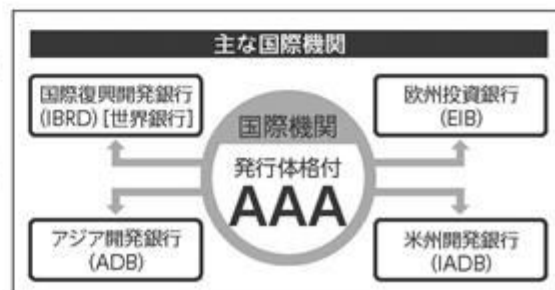 主な国際機関
国際復興開発銀行
(IBRD)[世界銀行]
欧州投資銀行
(EIB)
国際機関
発行体格付
AAA
アジア開発銀行
(ADB)
米州開発銀行
(IADB)